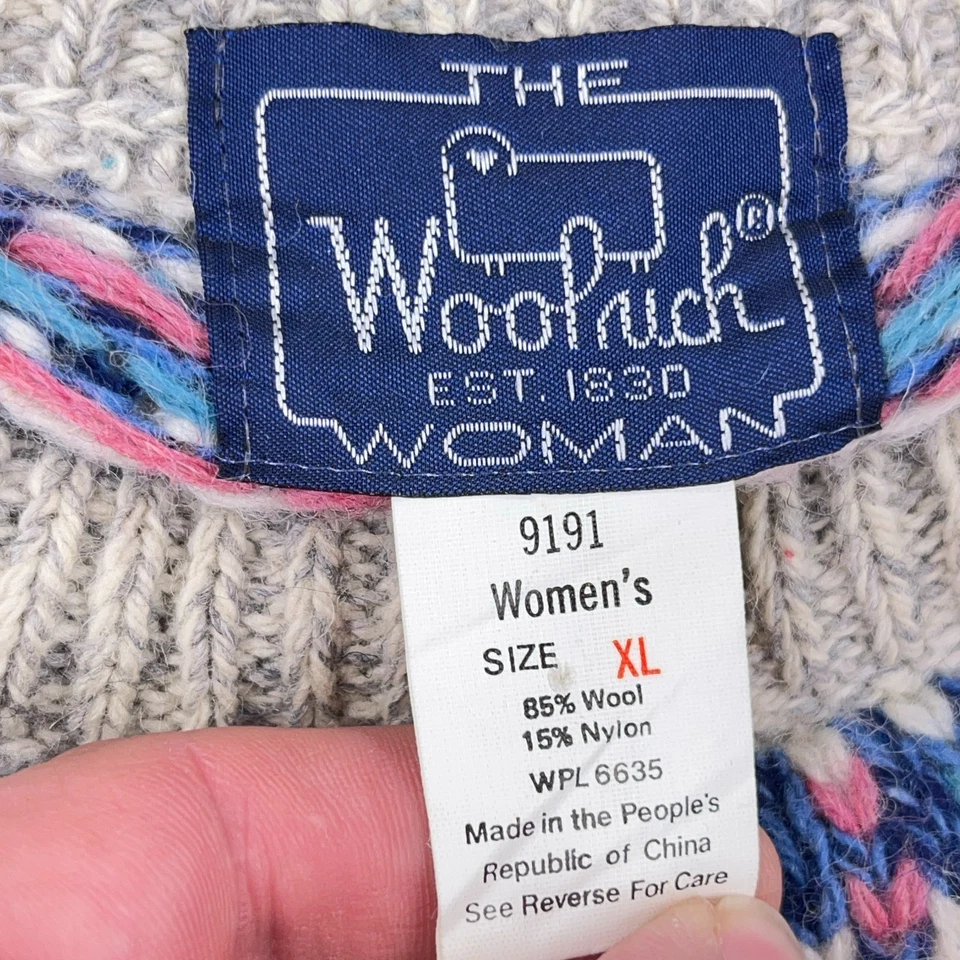 THE
Woolrich®
EST. 1830
WOMAN
9191
Women's
SIZE XL
85% Wool
15% Nylon
WPL 6635
Made in the People's
Republic of China
See Reverse For Care